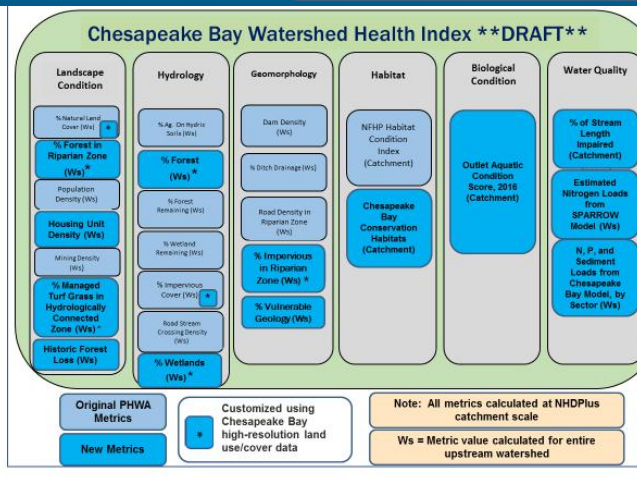 Chesapeake Bay Watershed Health Index **DRAFT**
Landscape
Condition
% Natural Land
Cover (Ws)
*
% Forest in
Riparian Zone
(Ws)*
Population
Density (Ws)
Housing Unit
Density (Ws)
Mining Density
(Ws)
% Managed
Turf Grass in
Hydrologically
Connected
Zone (Ws) *
Historic Forest
Loss (Ws)
Hydrology
% Ag. On Hydric
Soils (Ws)
% Forest
(Ws) *
% Forest
Remaining (Ws)
% Wetland
Remaining (Ws)
% Impervious
Cover (Ws)
*
Road Stream
Crossing Density
(Ws)
% Wetlands
(Ws) *
Geomorphology
Dam Density
(Ws)
% Ditch Drainage
(Ws)
Road Density in
Riparian Zone
(Ws)
% Impervious
in Riparian
Zone (Ws) *
% Vulnerable
Geology (Ws)
Habitat
NFHP Habitat
Condition
Index
(Catchment)
Chesapeake
Bay
Conservation
Habitats
(Catchment)
Biological
Condition
Outlet Aquatic
Condition
Score, 2016
(Catchment)
Water Quality
% of Stream
Length
Impaired
(Catchment)
Estimated
Nitrogen Loads
from
SPARROW
Model (Ws)
N, P, and
Sediment
Loads from
Chesapeake
Bay Model, by
Sector (Ws)
Original PHWA
Metrics
New Metrics
*
Customized using
Chesapeake Bay
high-resolution land
use/cover data
Note: All metrics calculated at NHDPlus
catchment scale
Ws = Metric value calculated for entire
upstream watershed